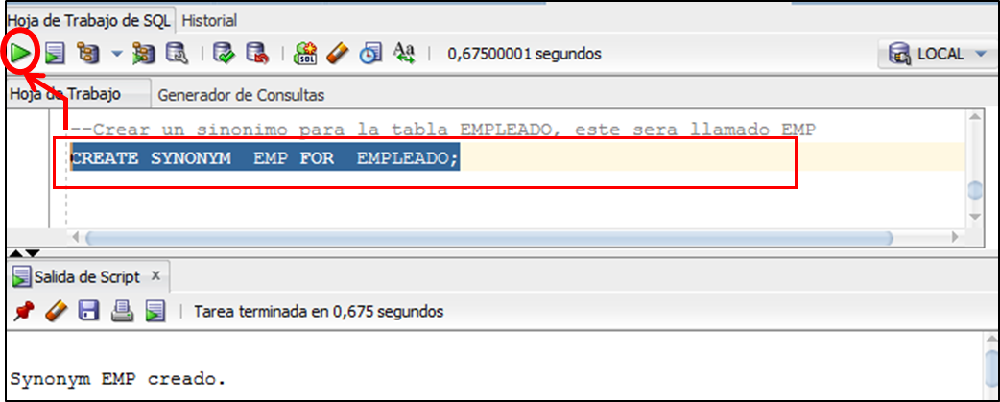 Hoja de Trabajo de SQL Historial
SQL
Aa
0,67500001 segundos
LOCAL
Hoja de Trabajo Generador de Consultas
--Crear un sinonimo para la tabla EMPLEADO, este sera llamado EMP
CREATE SYNONYM EMP FOR EMPLEADO;
Salida de Script x
Tarea terminada en 0,675 segundos
Synonym EMP creado.